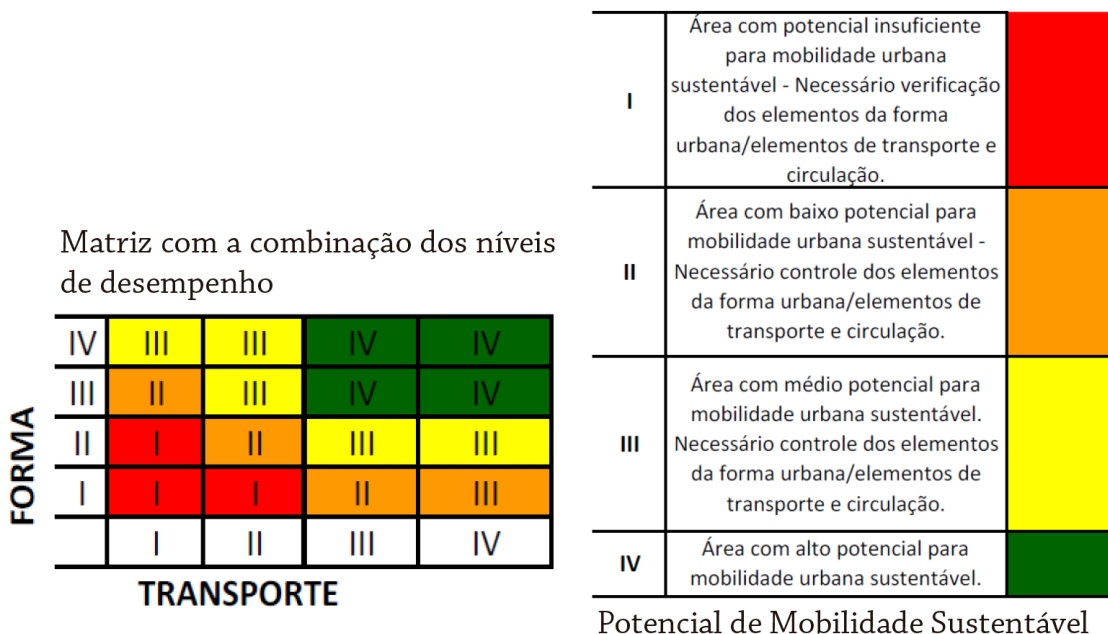 Matriz com a combinação dos níveis
de desempenho
FORMA
IV III III IV IV
III II III IV IV
II I II III III
I I I II III
I II III IV
TRANSPORTE
I
Área com potencial insuficiente
para mobilidade urbana
sustentável - Necessário verificação
dos elementos da forma
urbana/elementos de transporte e
circulação.
II
Área com baixo potencial para
mobilidade urbana sustentável -
Necessário controle dos elementos
da forma urbana/elementos de
transporte e circulação.
III
Área com médio potencial para
mobilidade urbana sustentável.
Necessário controle dos elementos
da forma urbana/elementos de
transporte e circulação.
IV
Área com alto potencial para
mobilidade urbana sustentável.
Potencial de Mobilidade Sustentável